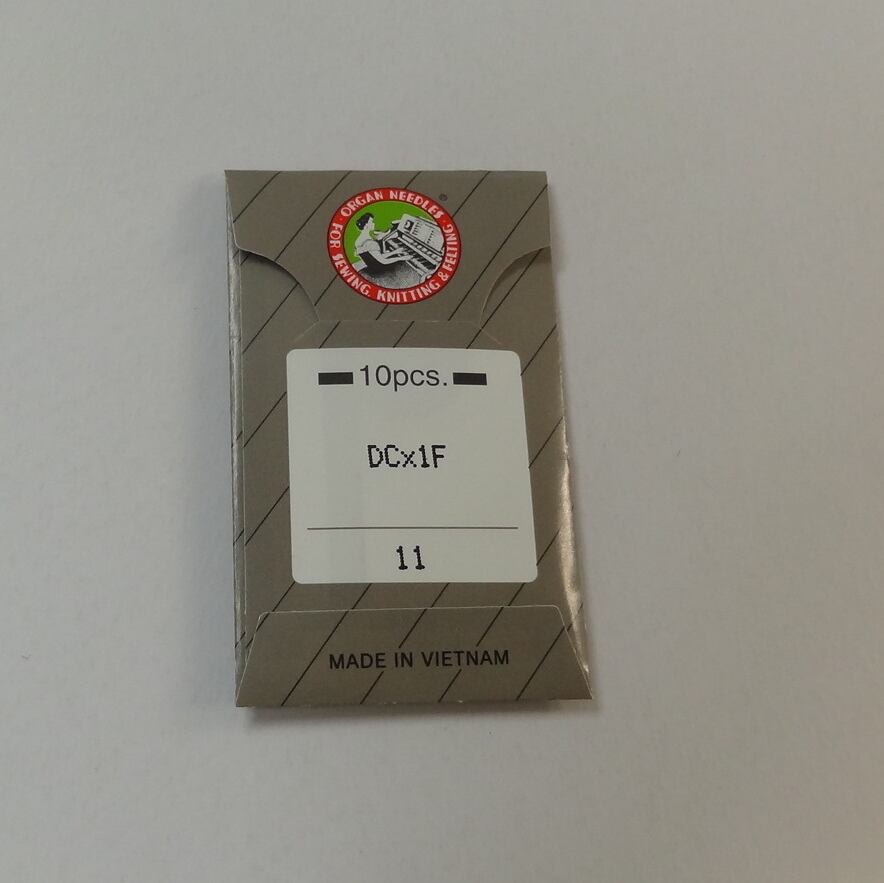 ORGAN NEEDLES ®
· FOR SEWING, KNITTING & FELTING ·
10pcs.
DCx1F
11
MADE IN VIETNAM